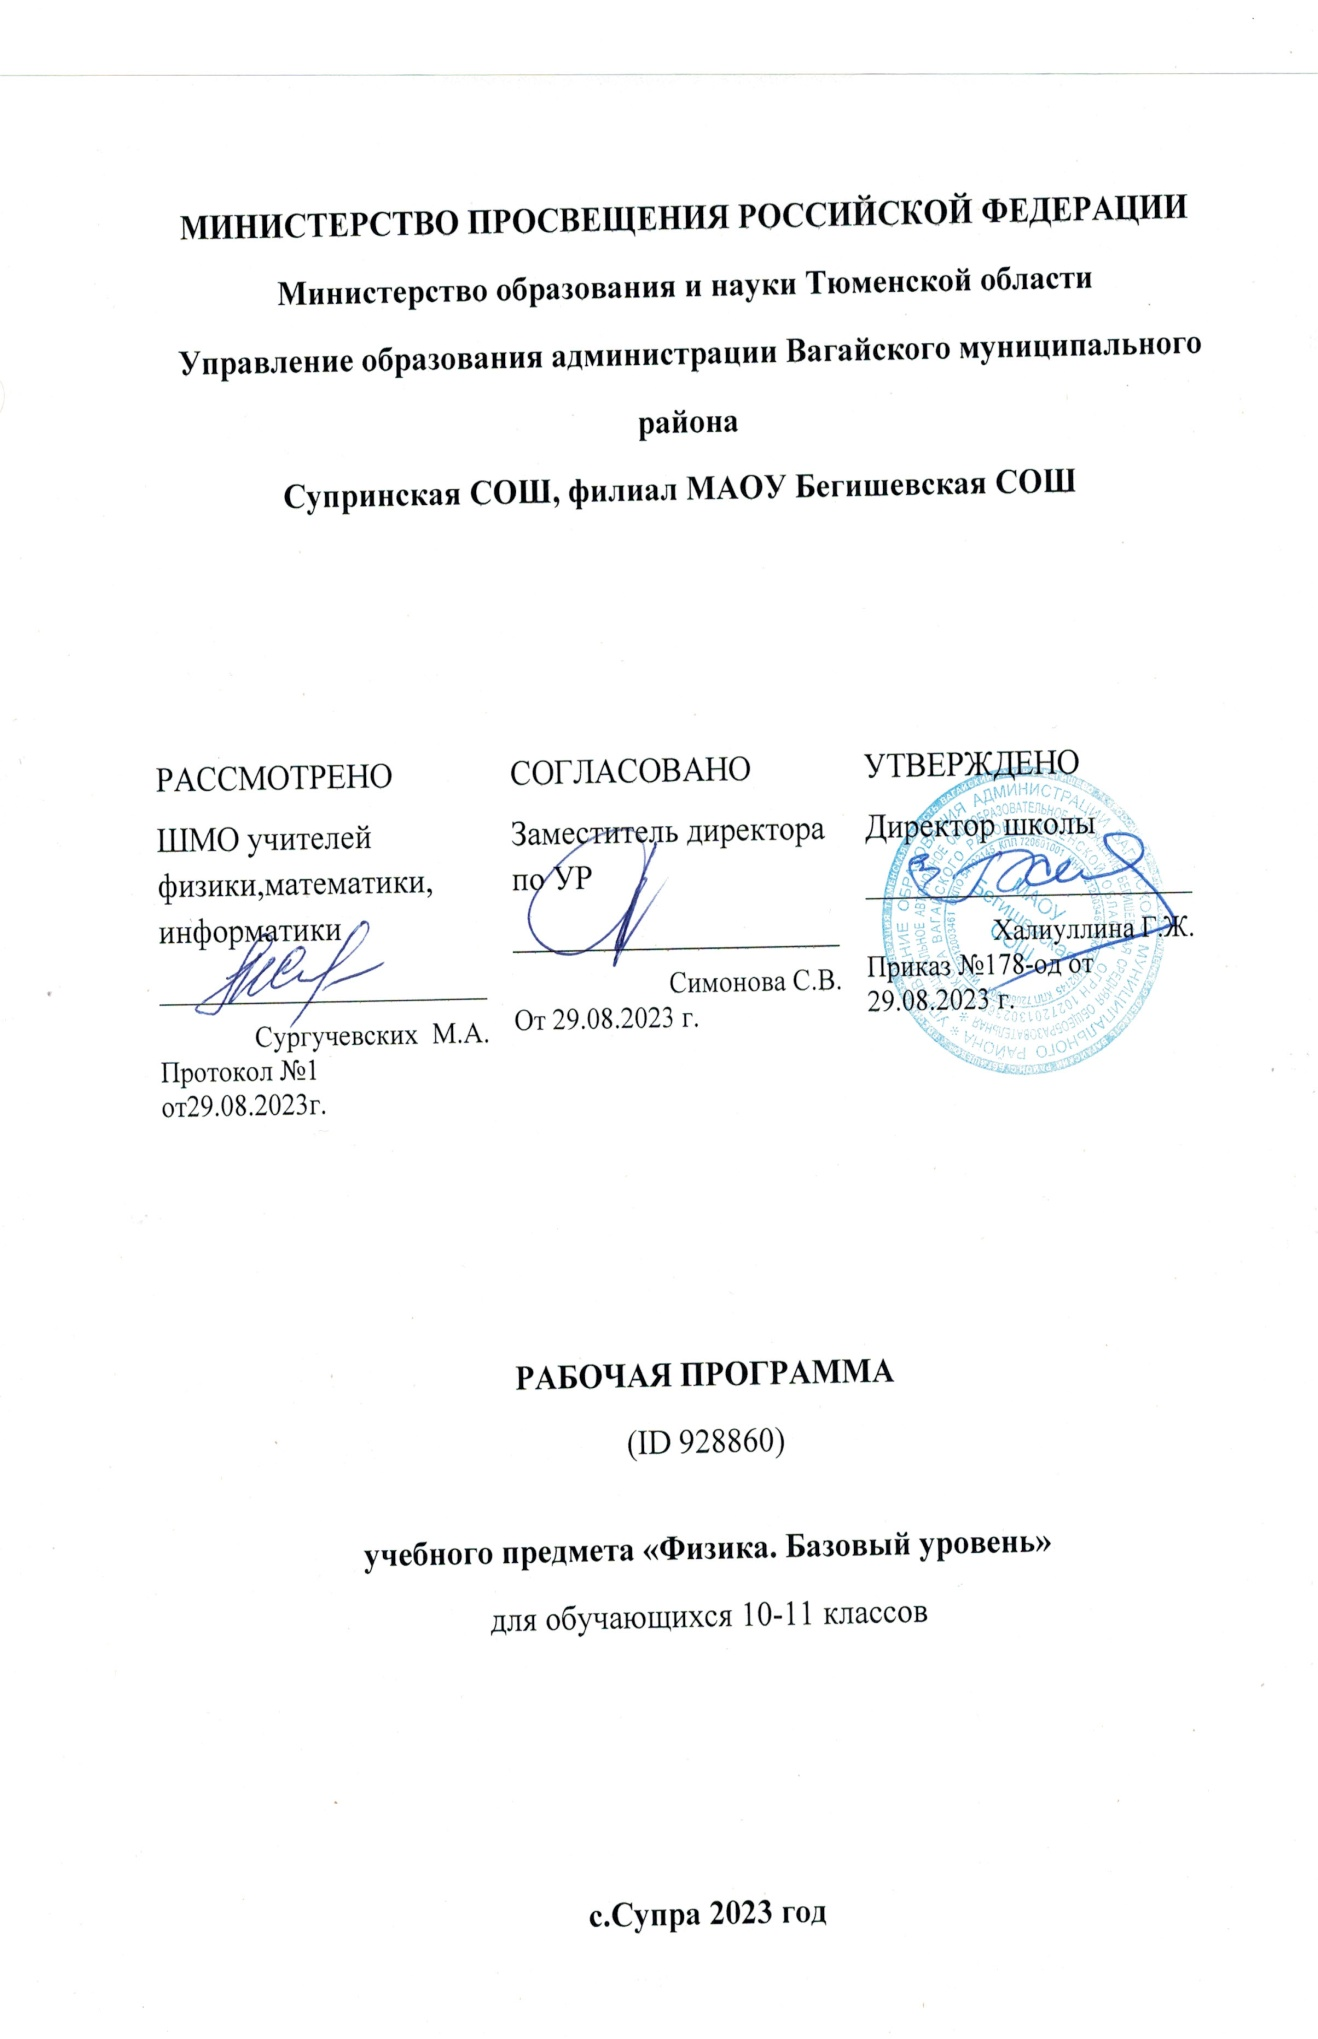 МИНИСТЕРСТВО ПРОСВЕЩЕНИЯ РОССИЙСКОЙ ФЕДЕРАЦИИ
Министерство образования и науки Тюменской области
Управление образования администрации Вагайского муниципального
района
Супринская СОШ, филиал МАОУ Бегишевская СОШ
РАССМОТРЕНО
ШМО учителей
физики,математики,
информатики
Сургучевских М.А.
Протокол №1
от29.08.2023г.
СОГЛАСОВАНО
Заместитель директора
по УР
Симонова С.В.
От 29.08.2023 г.
УТВЕРЖДЕНО
Директор школы
Халиуллина Г.Ж.
Приказ №178-од от
29.08.2023 г.
МАОУ
Бегишевская
СОШ
РАБОЧАЯ ПРОГРАММА
(ID 928860)
учебного предмета «Физика. Базовый уровень»
для обучающихся 10-11 классов
с.Супра 2023 год